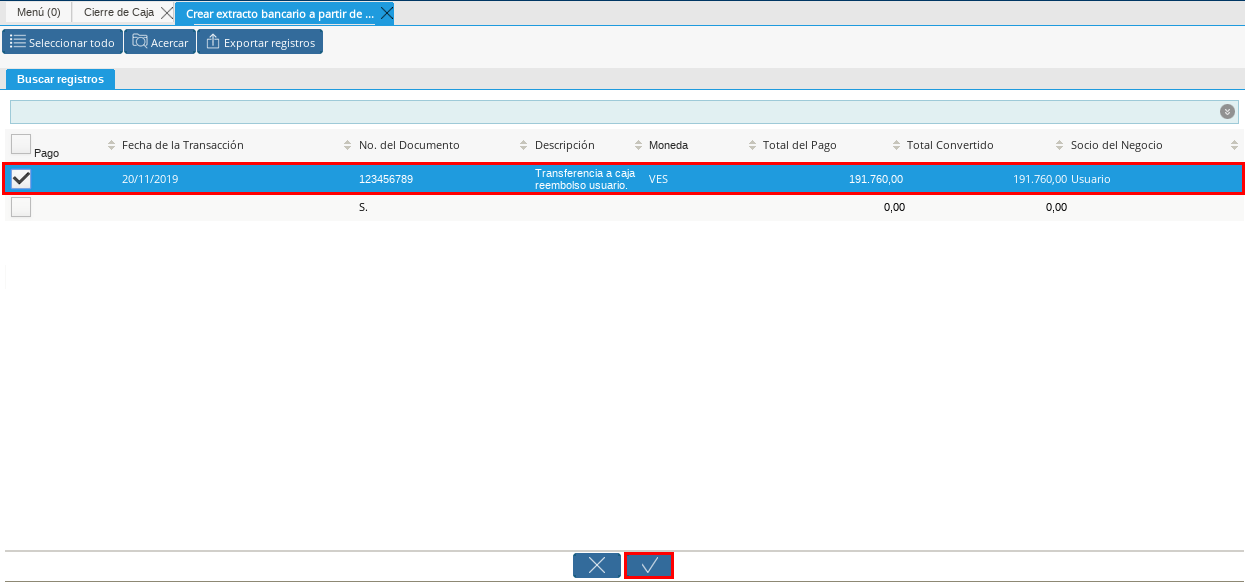 Menú (0) Cierre de Caja Crear extracto bancario a partir de ...
Seleccionar todo Acercar Exportar registros
Buscar registros
Pago Fecha de la Transacción No. del Documento Descripción Moneda Total del Pago Total Convertido Socio del Negocio
20/11/2019 123456789 Transferencia a caja reembolso usuario. VES 191.760,00 191.760,00 Usuario
S. 0,00 0,00